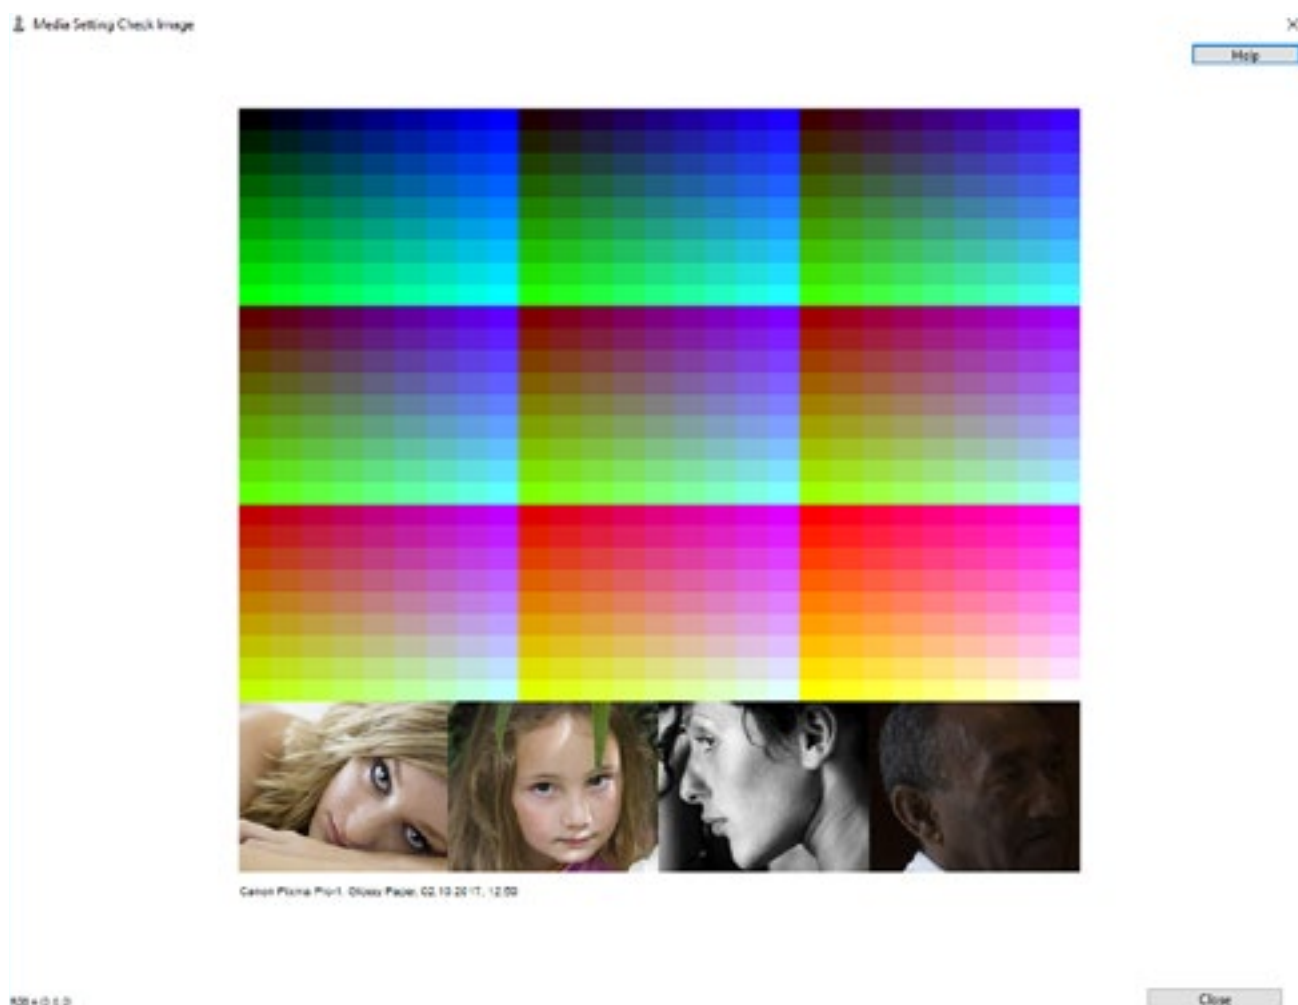 Media Setting Check Image
Help
Canon Pixma Pro-1, Glossy Paper, 02.10.2017, 12:50
Close